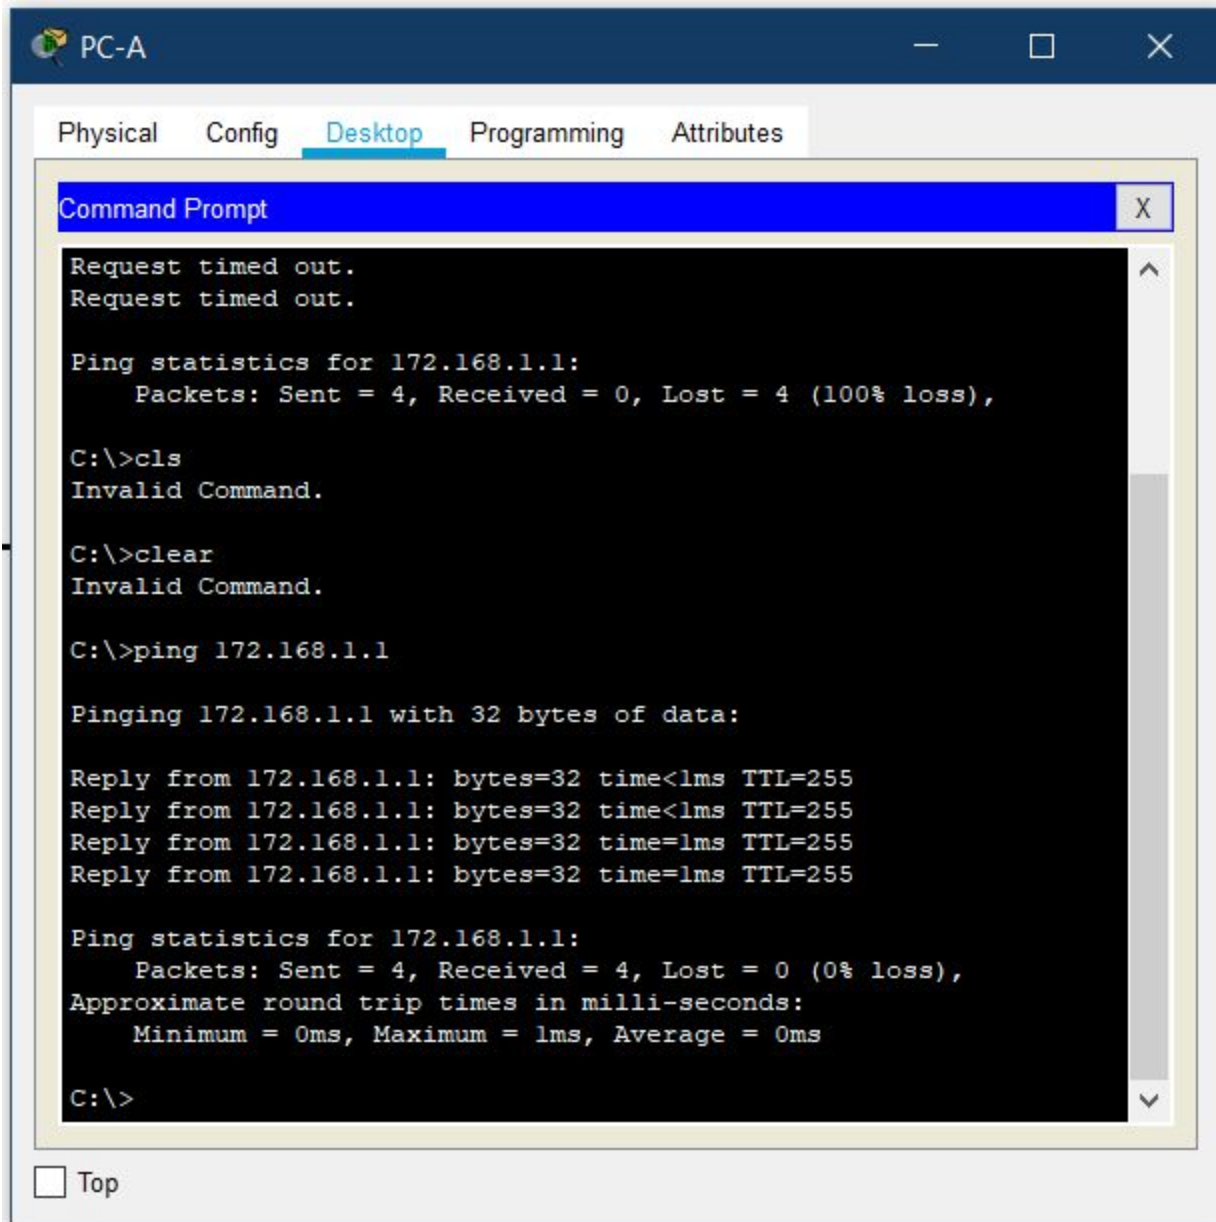 PC-A
Physical Config Desktop Programming Attributes
Command Prompt X
Request timed out.
Request timed out.
Ping statistics for 172.168.1.1:
Packets: Sent = 4, Received = 0, Lost = 4 (100% loss),
C:\>cls
Invalid Command.
C:\>clear
Invalid Command.
C:\>ping 172.168.1.1
Pinging 172.168.1.1 with 32 bytes of data:
Reply from 172.168.1.1: bytes=32 time<1ms TTL=255
Reply from 172.168.1.1: bytes=32 time<1ms TTL=255
Reply from 172.168.1.1: bytes=32 time=1ms TTL=255
Reply from 172.168.1.1: bytes=32 time=1ms TTL=255
Ping statistics for 172.168.1.1:
Packets: Sent = 4, Received = 4, Lost = 0 (0% loss),
Approximate round trip times in milli-seconds:
Minimum = 0ms, Maximum = 1ms, Average = 0ms
C:\>
Top